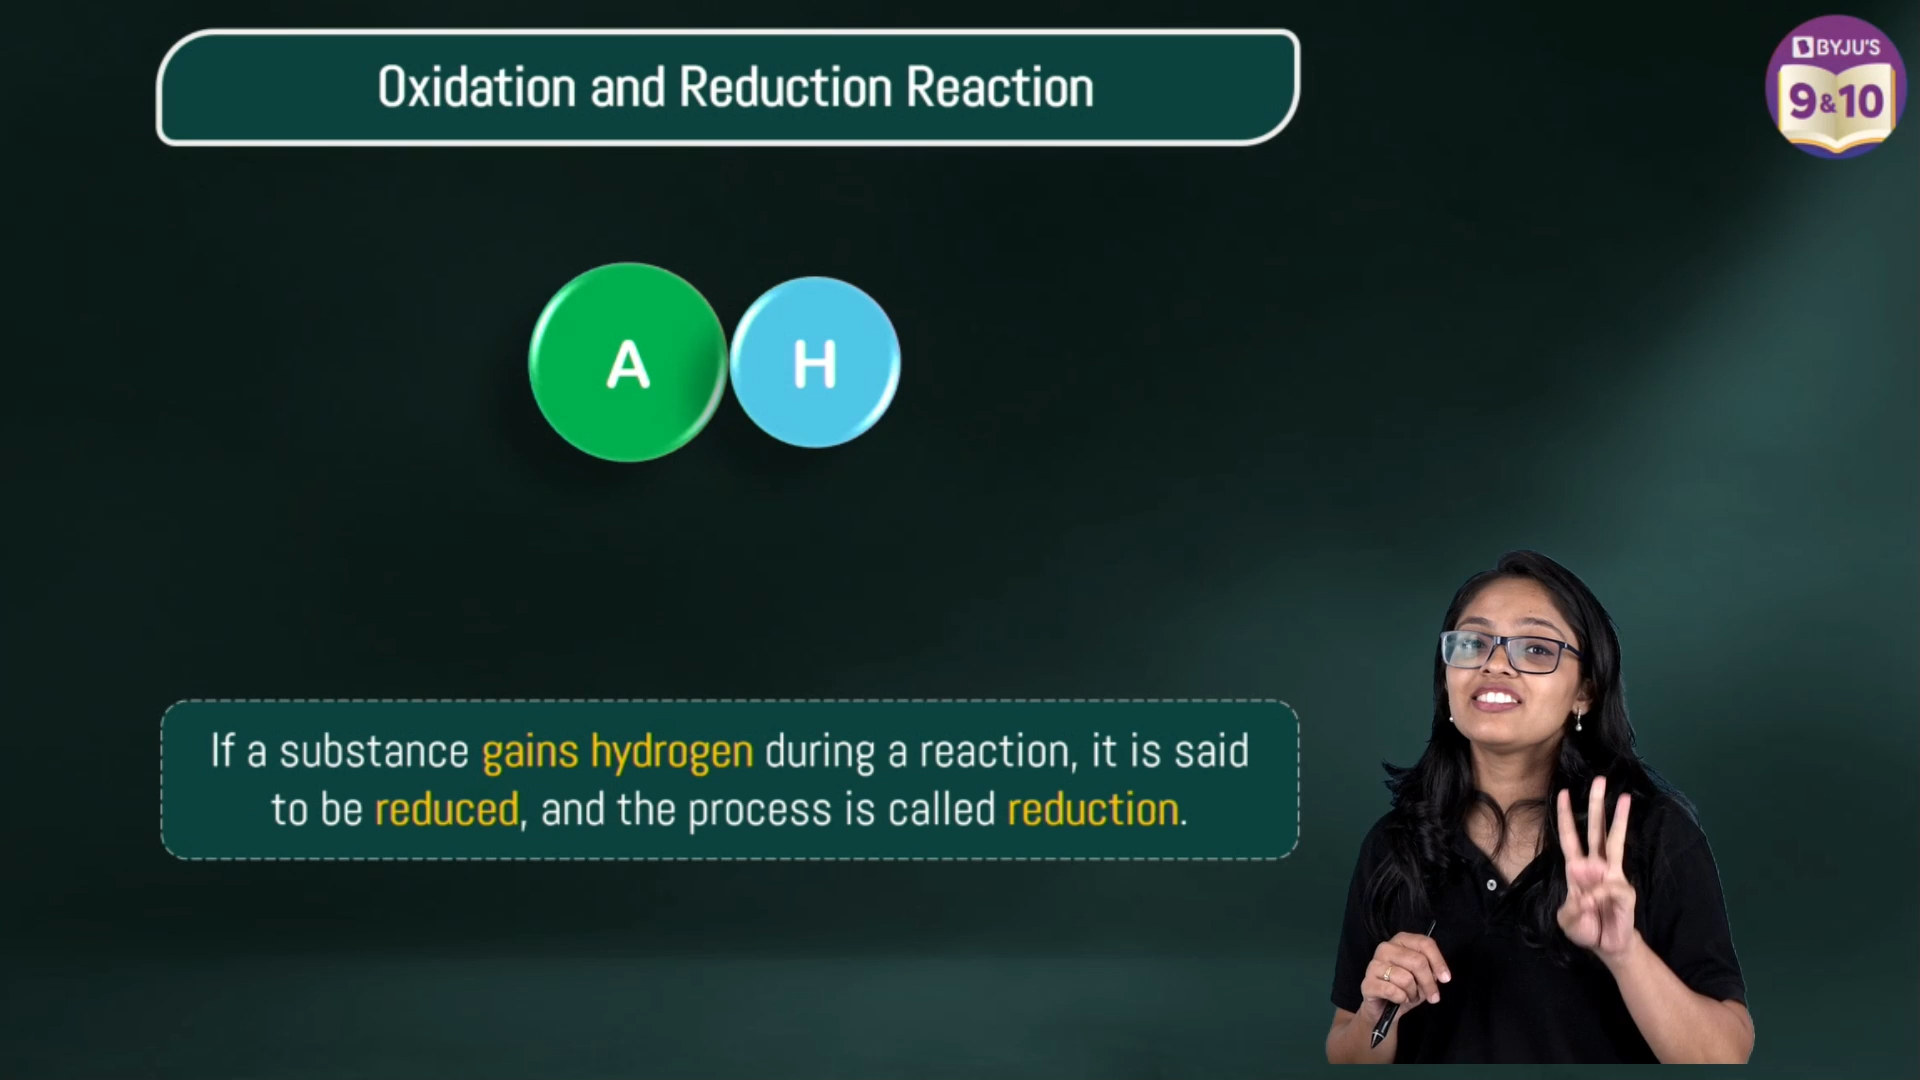 Oxidation and Reduction Reaction
BYJU'S
9&10
A
H
If a substance gains hydrogen during a reaction, it is said
to be reduced, and the process is called reduction.